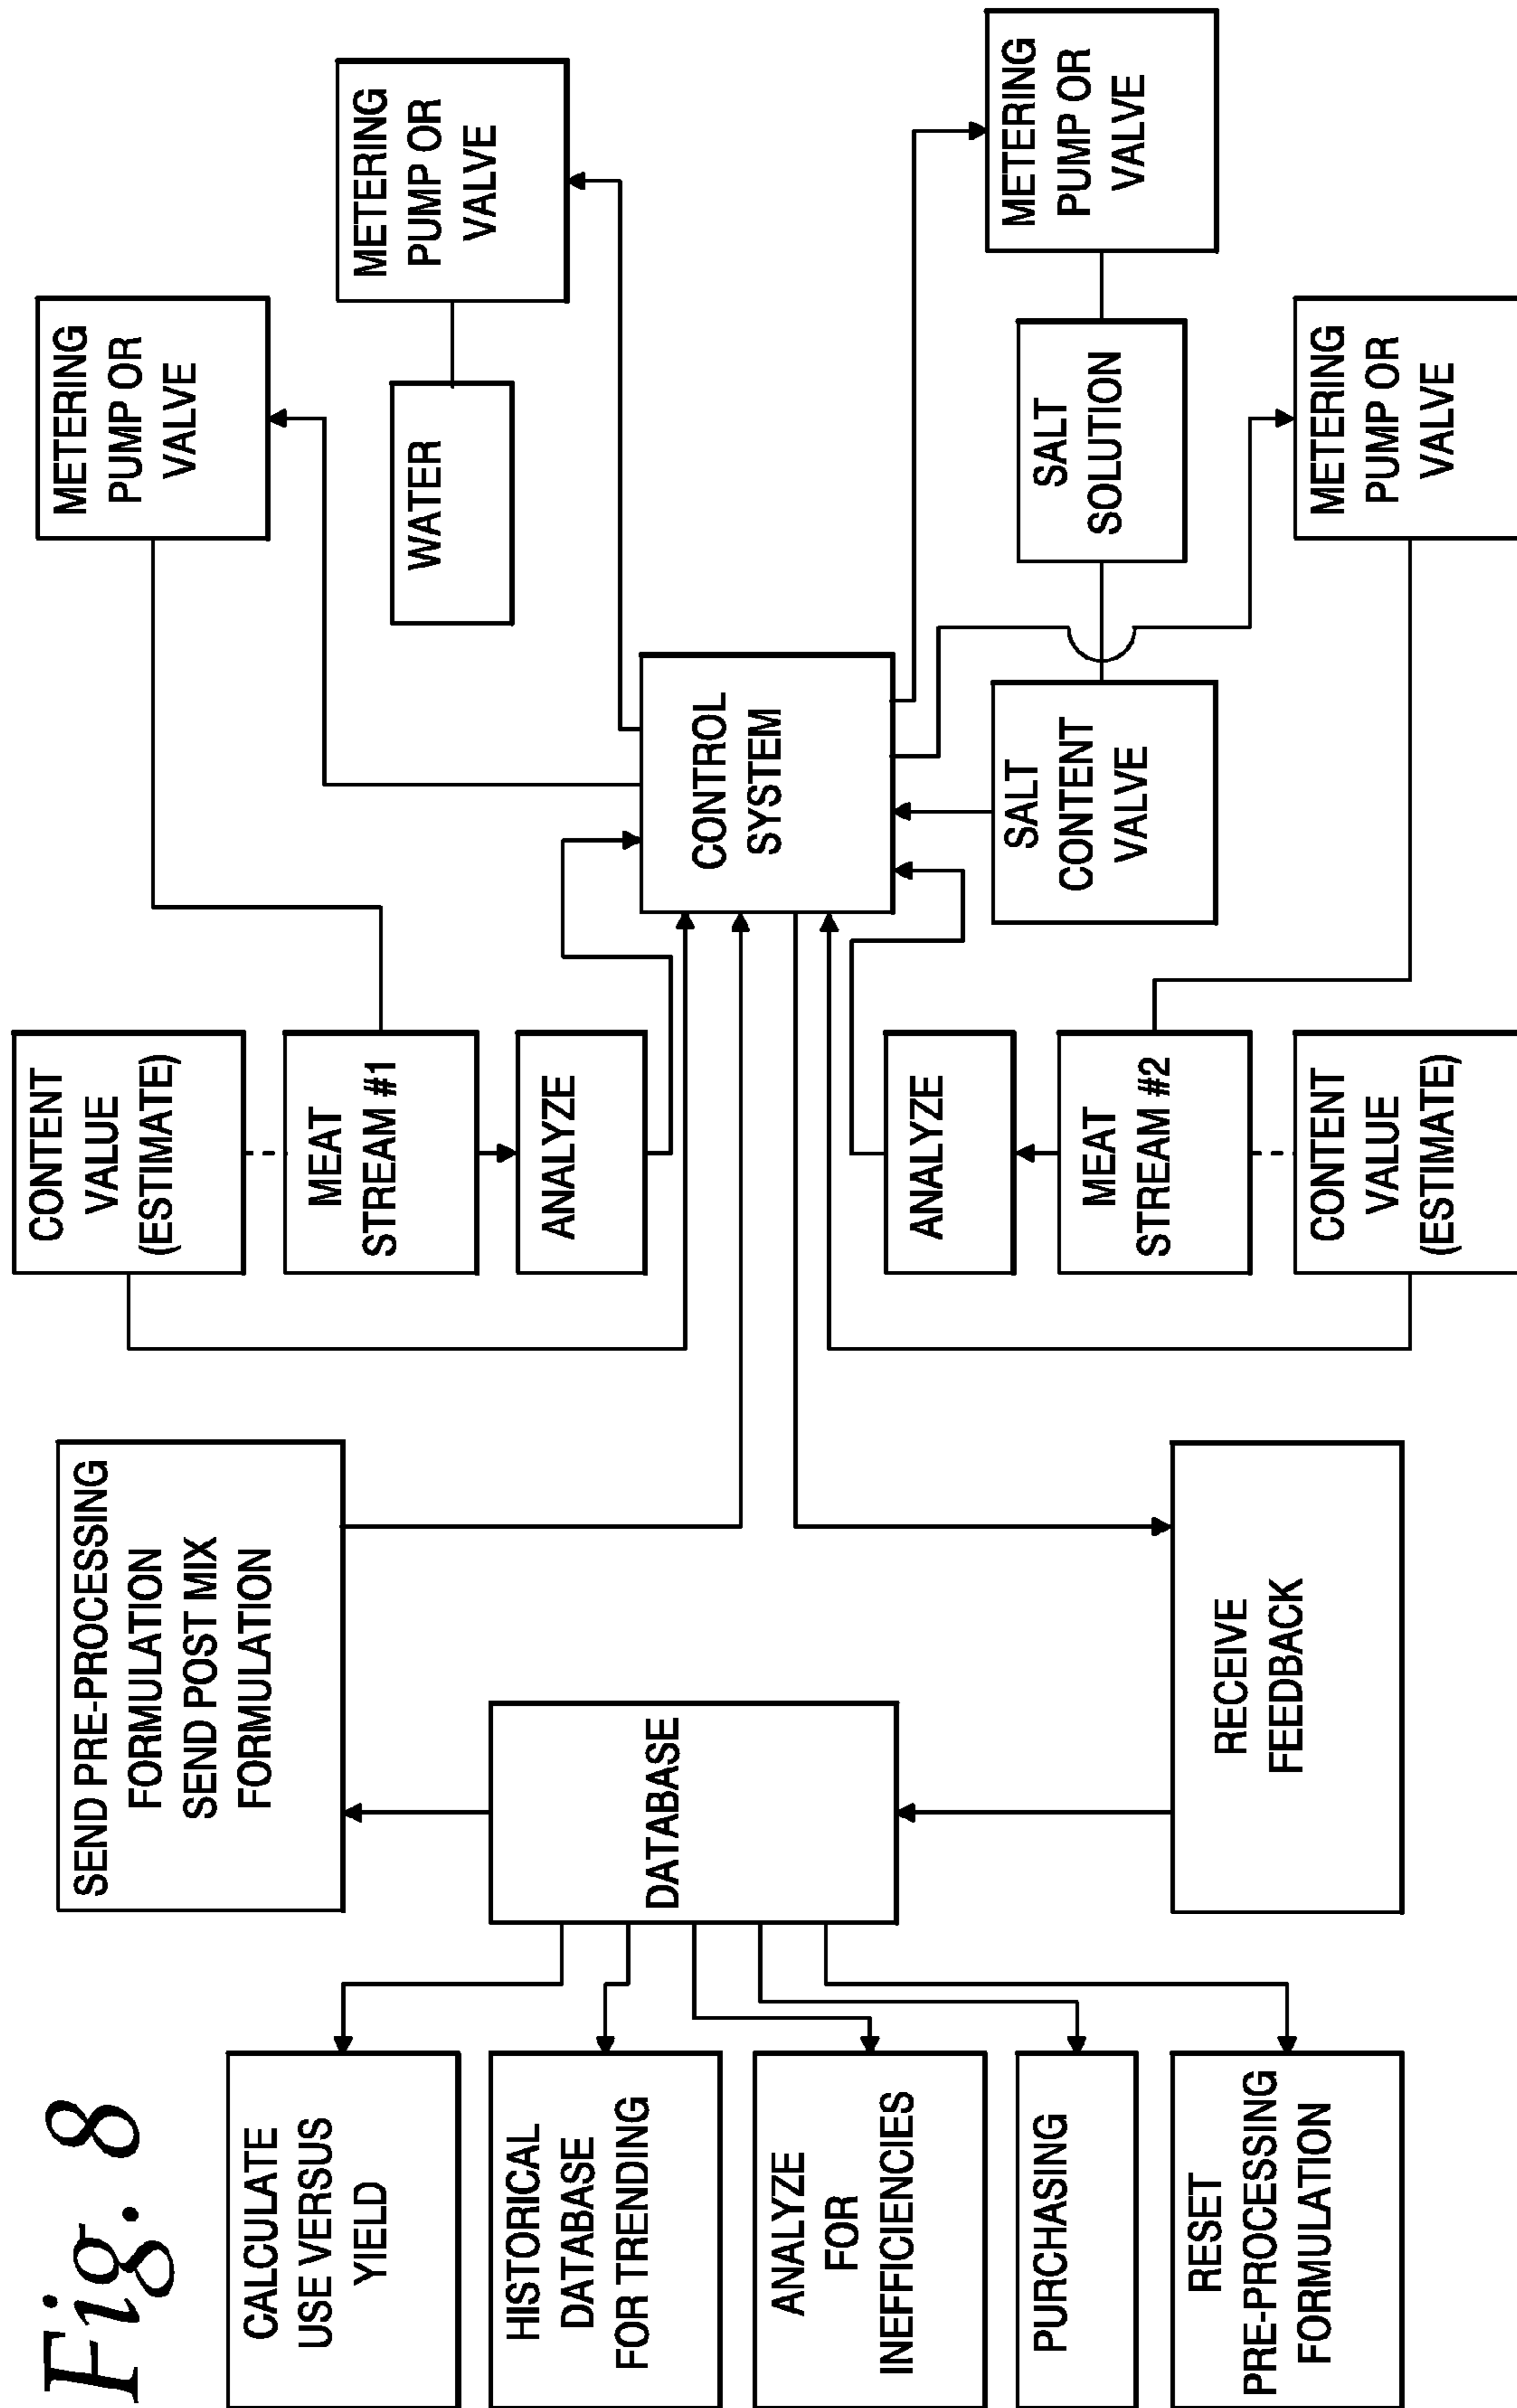 Fig. 8
CALCULATE
USE VERSUS
YIELD
HISTORICAL
DATABASE
FOR TRENDING
ANALYZE
FOR
INEFFICIENCIES
PURCHASING
RESET
PRE-PROCESSING
FORMULATION
SEND PRE-PROCESSING
FORMULATION
SEND POST MIX
FORMULATION
DATABASE
RECEIVE
FEEDBACK
CONTENT
VALUE
(ESTIMATE)
MEAT
STREAM #1
ANALYZE
ANALYZE
MEAT
STREAM #2
CONTENT
VALUE
(ESTIMATE)
CONTROL
SYSTEM
SALT
CONTENT
VALVE
METERING
PUMP OR
VALVE
WATER
METERING
PUMP OR
VALVE
SALT
SOLUTION
METERING
PUMP OR
VALVE
METERING
PUMP OR
VALVE